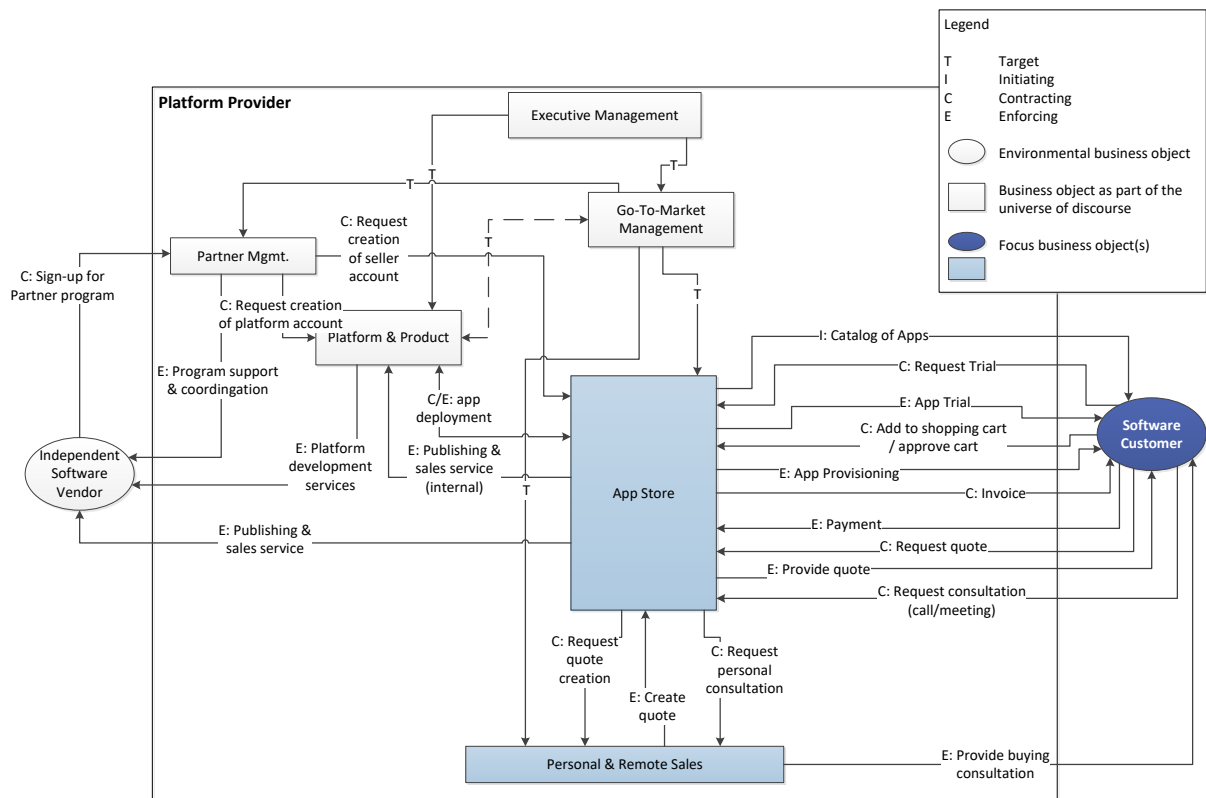 Legend
T Target
I Initiating
C Contracting
E Enforcing
Environmental business object
Business object as part of the
universe of discourse
Focus business object(s)
Platform Provider
Executive Management
T
T
T
Go-To-Market
Management
C: Request
creation
of seller
account
T
Partner Mgmt.
C: Sign-up for
Partner program
T
C: Request creation
of platform account
Platform & Product
I: Catalog of Apps
C: Request Trial
E: Program support
& coordingation
C/E: app
deployment
E: App Trial
C: Add to shopping cart
/ approve cart
Software
Customer
Independent
Software
Vendor
E: Platform
development
services
E: Publishing &
sales service
(internal)
T
App Store
E: App Provisioning
C: Invoice
E: Publishing &
sales service
E: Payment
C: Request quote
E: Provide quote
C: Request consultation
(call/meeting)
C: Request
quote
creation
E: Create
quote
C: Request
personal
consultation
Personal & Remote Sales
E: Provide buying
consultation